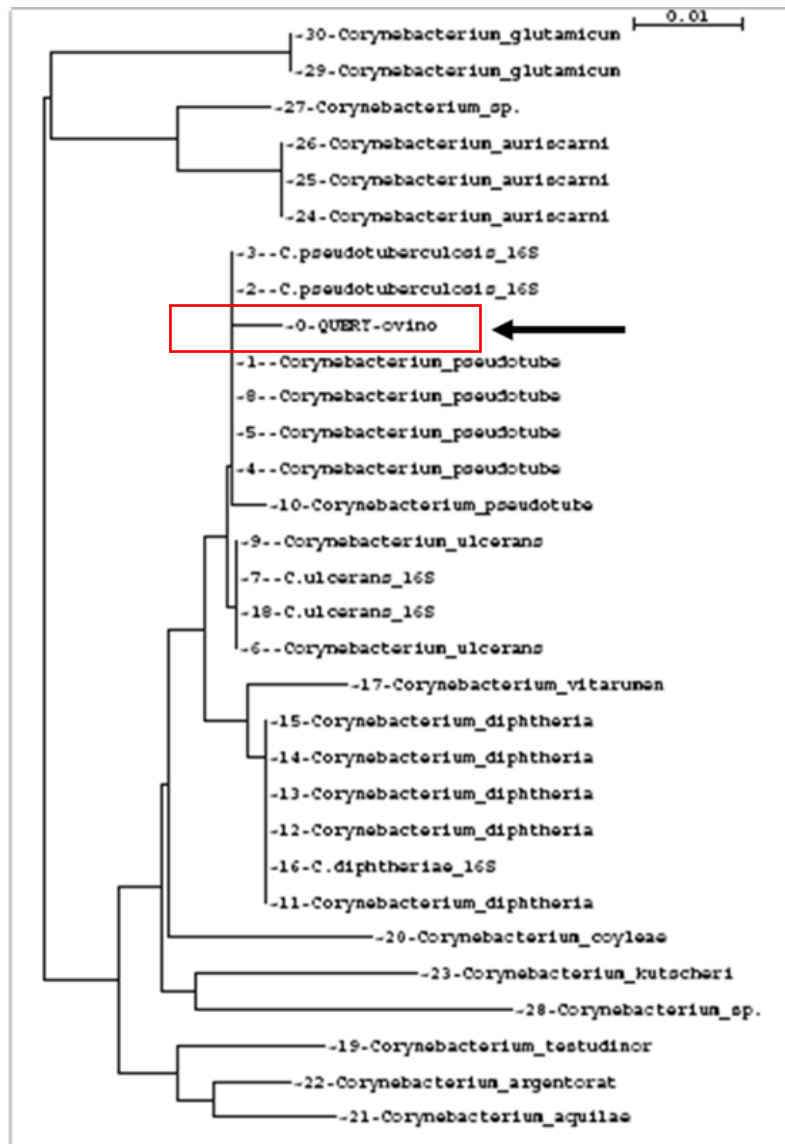 0.01
-30-Corynebacterium_glutamicum
-29-Corynebacterium_glutamicum
-27-Corynebacterium_sp.
-26-Corynebacterium_auriscarni
-25-Corynebacterium_auriscarni
-24-Corynebacterium_auriscarni
-3--C.pseudotuberculosis_16S
-2--C.pseudotuberculosis_16S
-0-QUERY-ovino
-1--Corynebacterium_pseudotube
-8--Corynebacterium_pseudotube
-5--Corynebacterium_pseudotube
-4--Corynebacterium_pseudotube
-10-Corynebacterium_pseudotube
-9--Corynebacterium_ulcerans
-7--C.ulcerans_16S
-18-C.ulcerans_16S
-6--Corynebacterium_ulcerans
-17-Corynebacterium_vitarumen
-15-Corynebacterium_diphtheria
-14-Corynebacterium_diphtheria
-13-Corynebacterium_diphtheria
-12-Corynebacterium_diphtheria
-16-C.diphtheriae_16S
-11-Corynebacterium_diphtheria
-20-Corynebacterium_coyleae
-23-Corynebacterium_kutscheri
-28-Corynebacterium_sp.
-19-Corynebacterium_testudinor
-22-Corynebacterium_argentorat
-21-Corynebacterium_aquilae